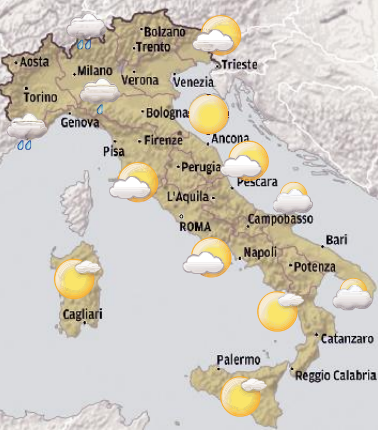 Bolzano
Trento
Aosta
Milano
Trieste
Verona
Venezia
Torino
Bologna
Genova
Firenze
Ancona
Pisa
Perugia
Pescara
L'Aquila
ROMA
Campobasso
Bari
Napoli
Potenza
Cagliari
Catanzaro
Palermo
Reggio Calabria